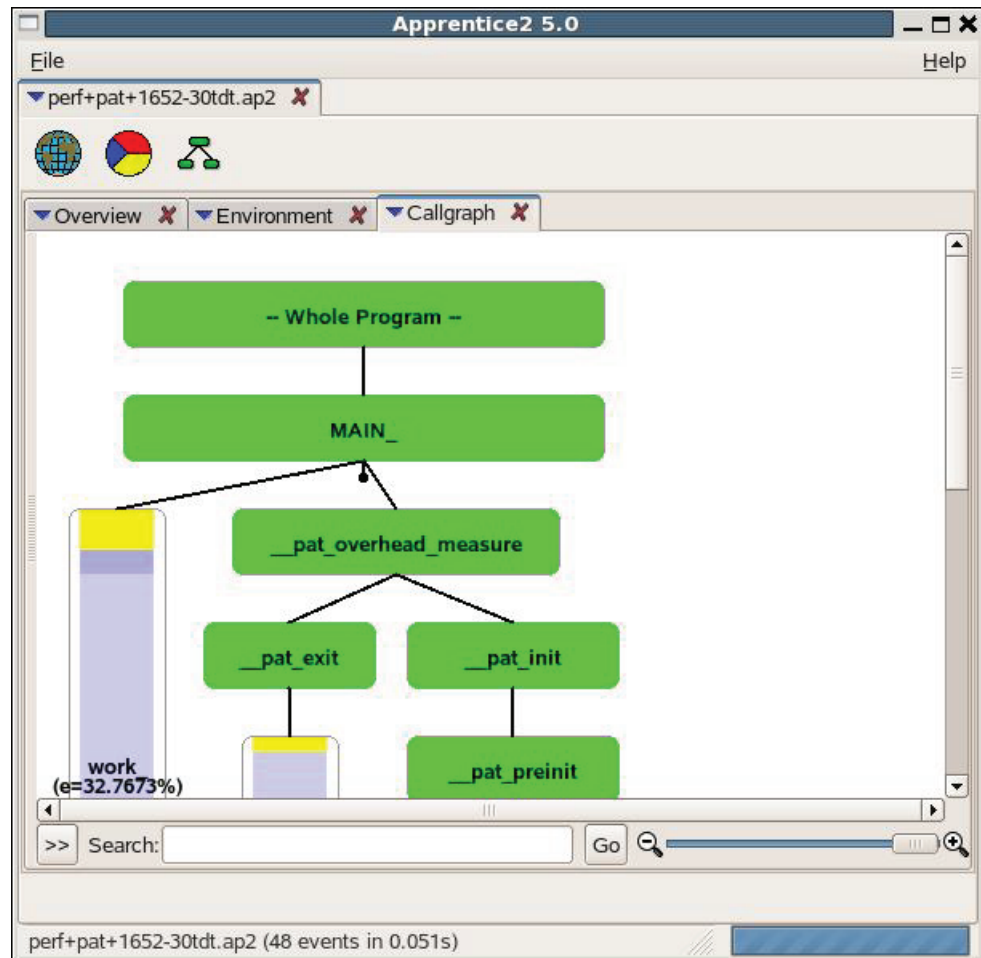 Apprentice2 5.0
File Help
perf+pat+1652-30tdt.ap2
Overview Environment Callgraph
-- Whole Program --
MAIN_
__pat_overhead_measure
__pat_exit __pat_init
__pat_preinit
work_
(e=32.7673%)
>> Search: Go
perf+pat+1652-30tdt.ap2 (48 events in 0.051s)